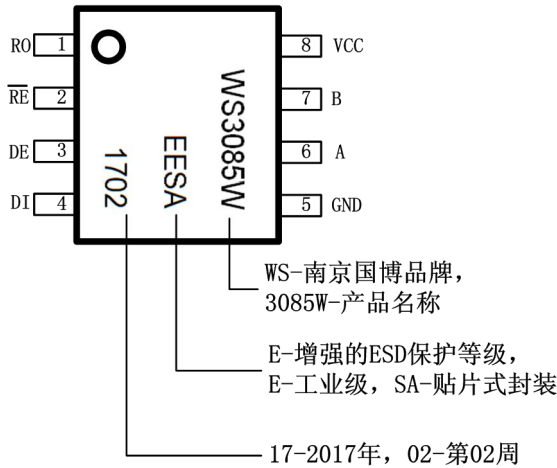 RO 1
8 VCC
RE 2
7 B
DE 3
6 A
DI 4
5 GND
WS3085W
EESA
1702
WS-南京国博品牌，
3085W-产品名称
E-增强的ESD保护等级，
E-工业级，SA-贴片式封装
17-2017年，02-第02周